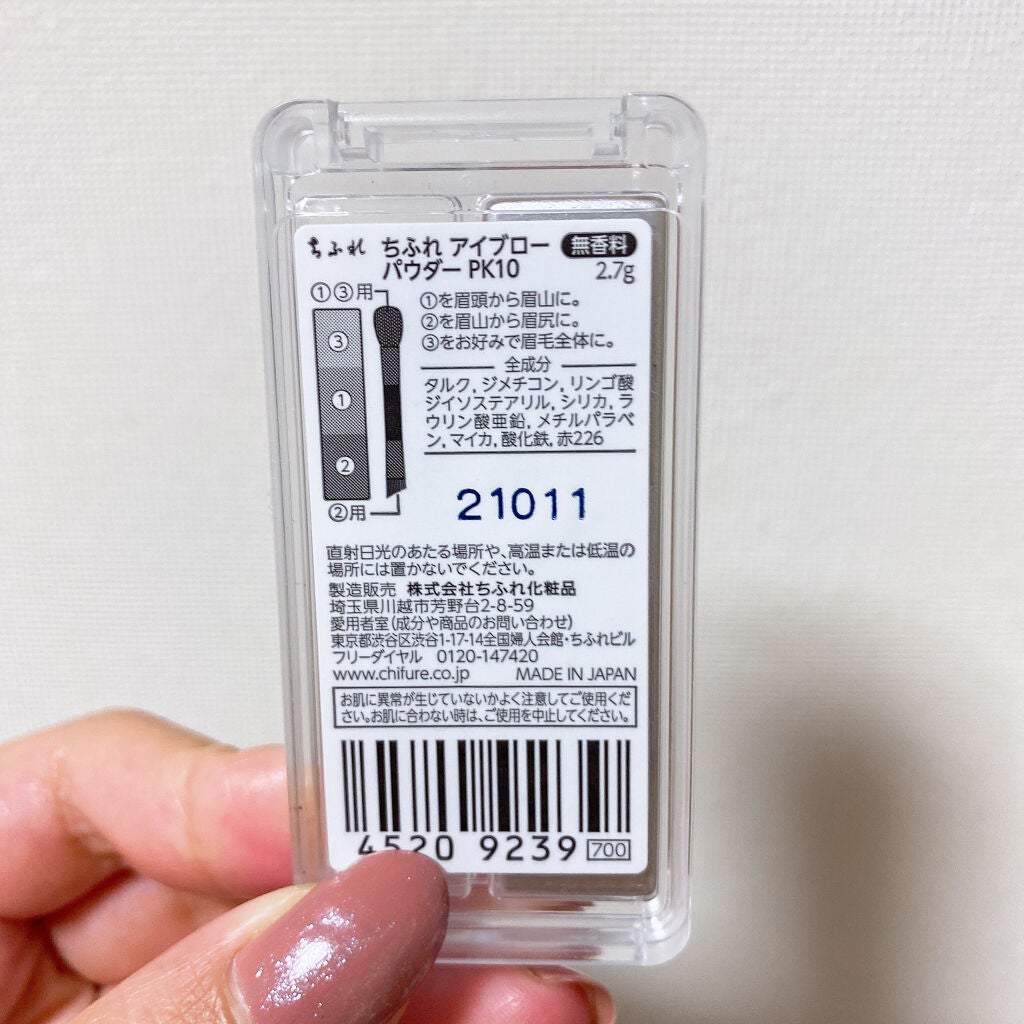 ちふれ ちふれ アイブロー 無香料
パウダー PK10 2.7g
①③用
①を眉頭から眉山に。
②を眉山から眉尻に。
③をお好みで眉毛全体に。
③
①
②
②用
全成分
タルク, ジメチコン, リンゴ酸
ジイソステアリル, シリカ, ラ
ウリン酸亜鉛, メチルパラベ
ン, マイカ, 酸化鉄, 赤226
21011
直射日光のあたる場所や、高温または低温の
場所には置かないでください。
製造販売 株式会社ちふれ化粧品
埼玉県川越市芳野台2-8-59
愛用者室(成分や商品のお問い合わせ)
東京都渋谷区渋谷1-17-14全国婦人会館・ちふれビル
フリーダイヤル 0120-147420
www.chifure.co.jp MADE IN JAPAN
お肌に異常が生じていないかよく注意してご使用くだ
さい。お肌に合わない時は、ご使用を中止してください。
4520 9239 700